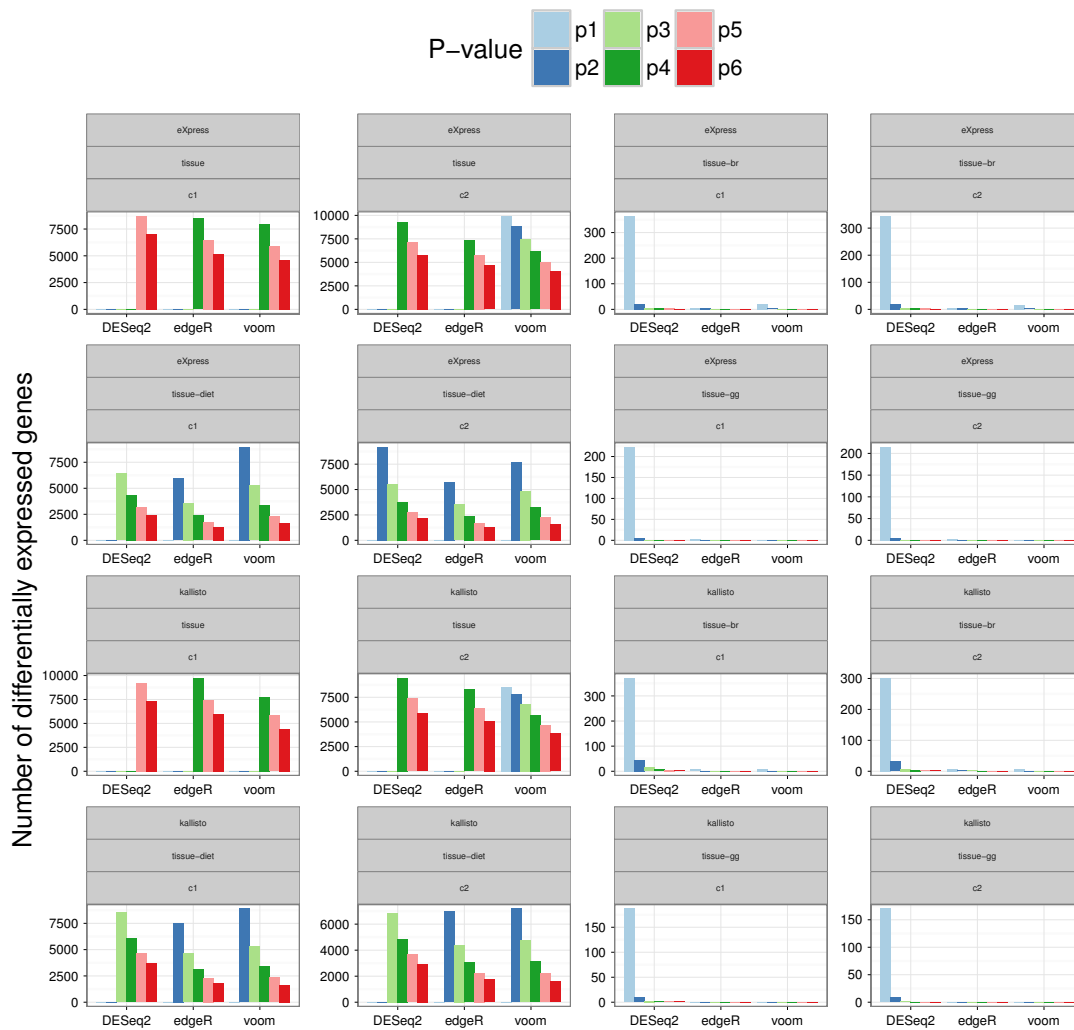 P−value
p1 p3 p5
p2 p4 p6
Number of differentially expressed genes
eXpress eXpress eXpress eXpress
tissue tissue tissue−br tissue−br
c1 c2 c1 c2
7500 5000 2500 0
10000 7500 5000 2500 0
300 200 100 0
300 200 100 0
DESeq2 edgeR voom DESeq2 edgeR voom DESeq2 edgeR voom DESeq2 edgeR voom
eXpress eXpress eXpress eXpress
tissue−diet tissue−diet tissue−gg tissue−gg
c1 c2 c1 c2
7500 5000 2500 0
7500 5000 2500 0
200 150 100 50 0
200 150 100 50 0
DESeq2 edgeR voom DESeq2 edgeR voom DESeq2 edgeR voom DESeq2 edgeR voom
kallisto kallisto kallisto kallisto
tissue tissue tissue−br tissue−br
c1 c2 c1 c2
10000 7500 5000 2500 0
7500 5000 2500 0
300 200 100 0
300 200 100 0
DESeq2 edgeR voom DESeq2 edgeR voom DESeq2 edgeR voom DESeq2 edgeR voom
kallisto kallisto kallisto kallisto
tissue−diet tissue−diet tissue−gg tissue−gg
c1 c2 c1 c2
7500 5000 2500 0
6000 4000 2000 0
150 100 50 0
150 100 50 0
DESeq2 edgeR voom DESeq2 edgeR voom DESeq2 edgeR voom DESeq2 edgeR voom